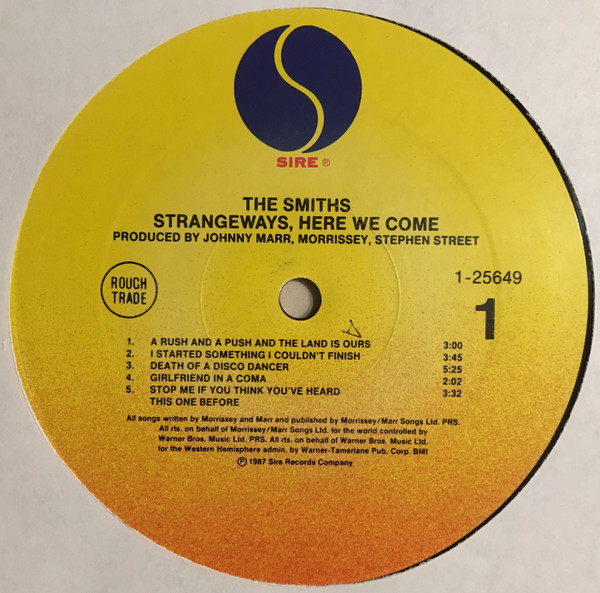 SIRE ®
THE SMITHS
STRANGEWAYS, HERE WE COME
PRODUCED BY JOHNNY MARR, MORRISSEY, STEPHEN STREET
ROUGH
TRADE
1-25649
1
1. A RUSH AND A PUSH AND THE LAND IS OURS 3:00
2. I STARTED SOMETHING I COULDN'T FINISH 3:45
3. DEATH OF A DISCO DANCER 5:25
4. GIRLFRIEND IN A COMA 2:02
5. STOP ME IF YOU THINK YOU'VE HEARD 3:32
THIS ONE BEFORE
All songs written by Morrissey and Marr and published by Morrissey/Marr Songs Ltd. PRS.
All rts. on behalf of Morrissey/Marr Songs Ltd. for the world controlled by
Warner Bros. Music Ltd. PRS. All rts. on behalf of Warner Bros. Music Ltd.
for the Western Hemisphere admin. by Warner-Tamerlane Pub. Corp. BMI
℗ 1987 Sire Records Company